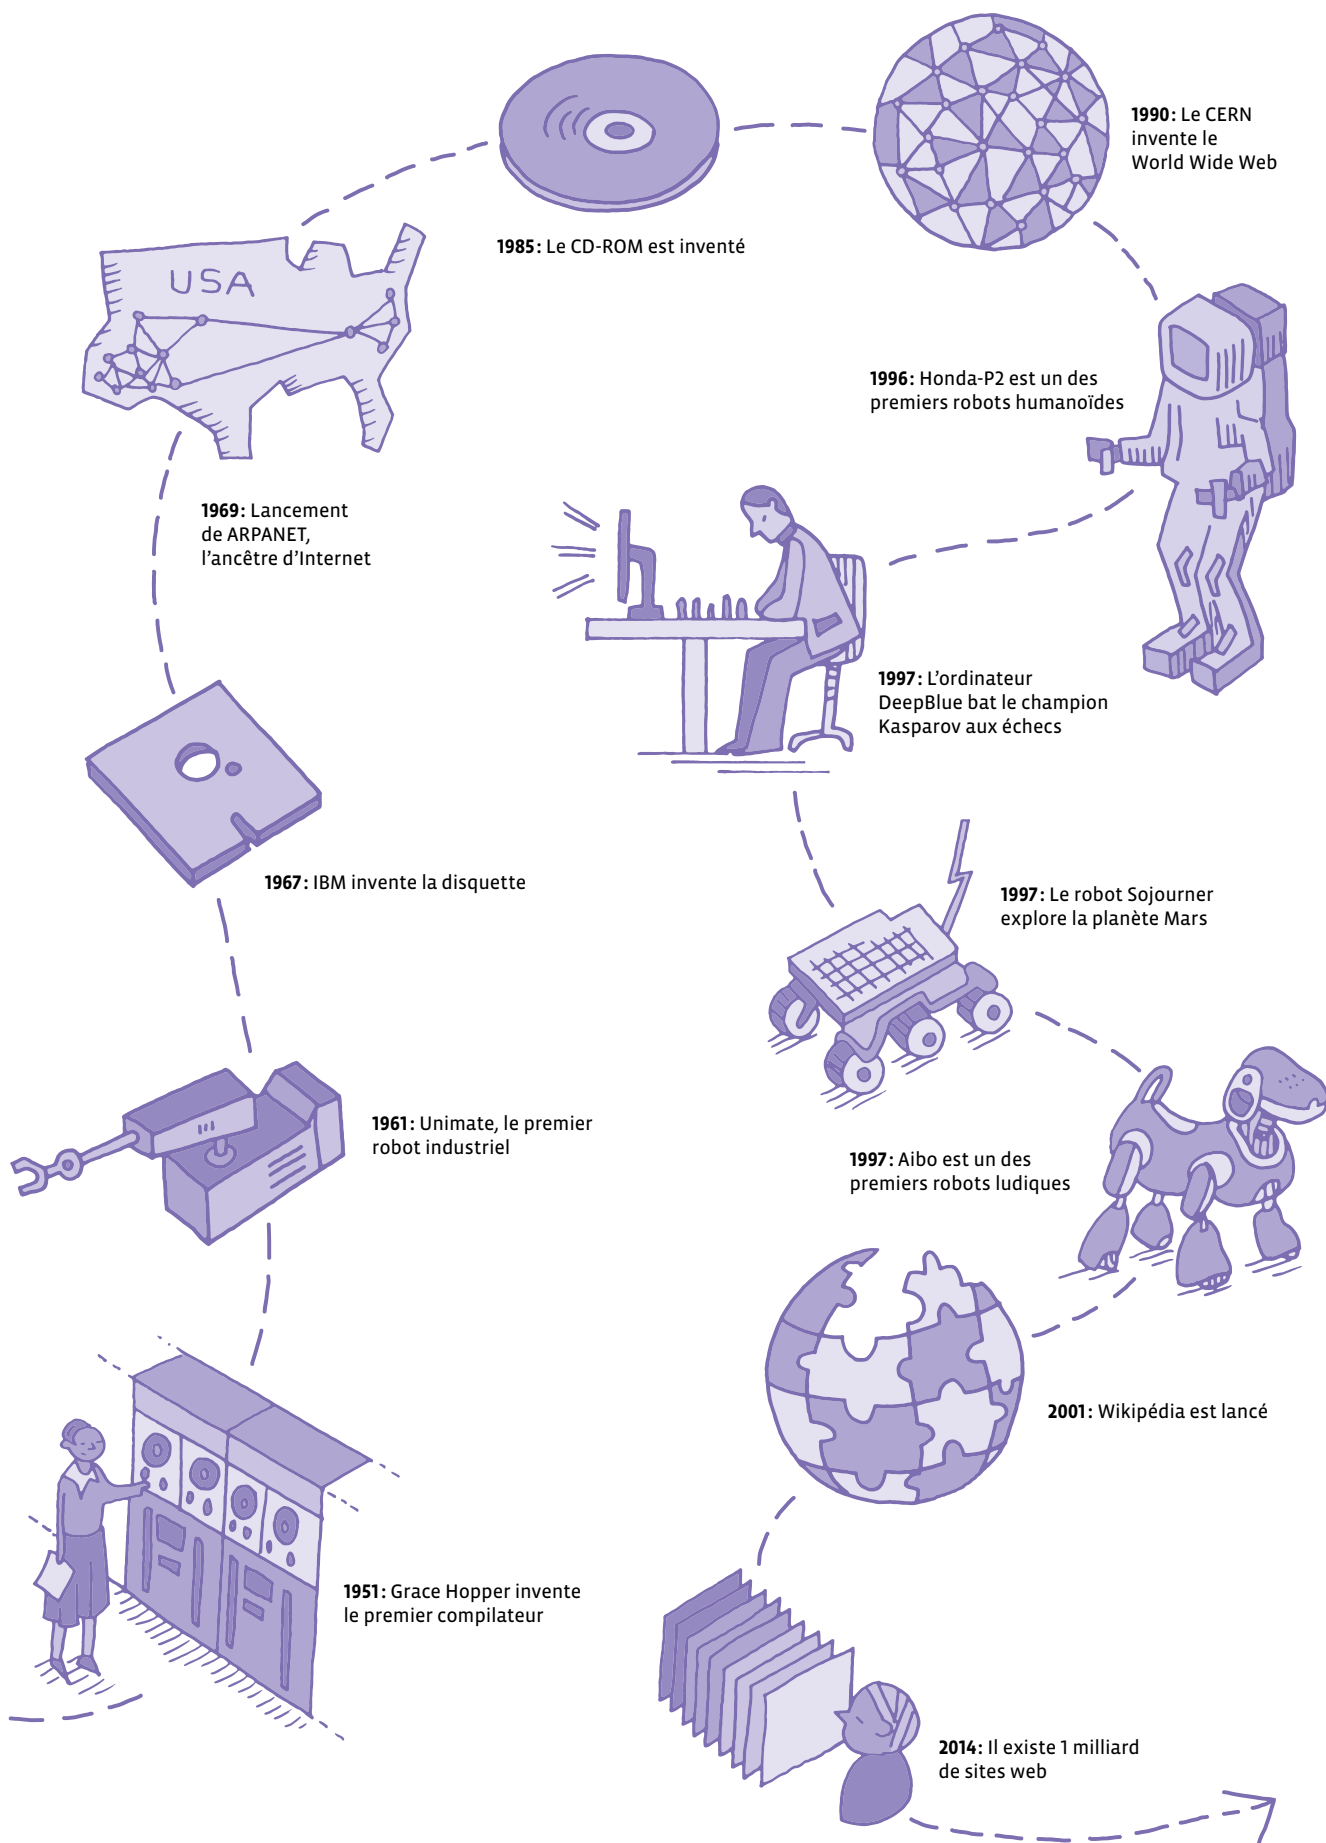 1990 : Le CERN
invente le
World Wide Web
1985 : Le CD-ROM est inventé
USA
1996 : Honda-P2 est un des
premiers robots humanoïdes
1969 : Lancement
de ARPANET,
l’ancêtre d’Internet
1997 : L’ordinateur
DeepBlue bat le champion
Kasparov aux échecs
1967 : IBM invente la disquette
1997 : Le robot Sojourner
explore la planète Mars
1961 : Unimate, le premier
robot industriel
1997 : Aibo est un des
premiers robots ludiques
2001 : Wikipédia est lancé
1951 : Grace Hopper invente
le premier compilateur
2014 : Il existe 1 milliard
de sites web